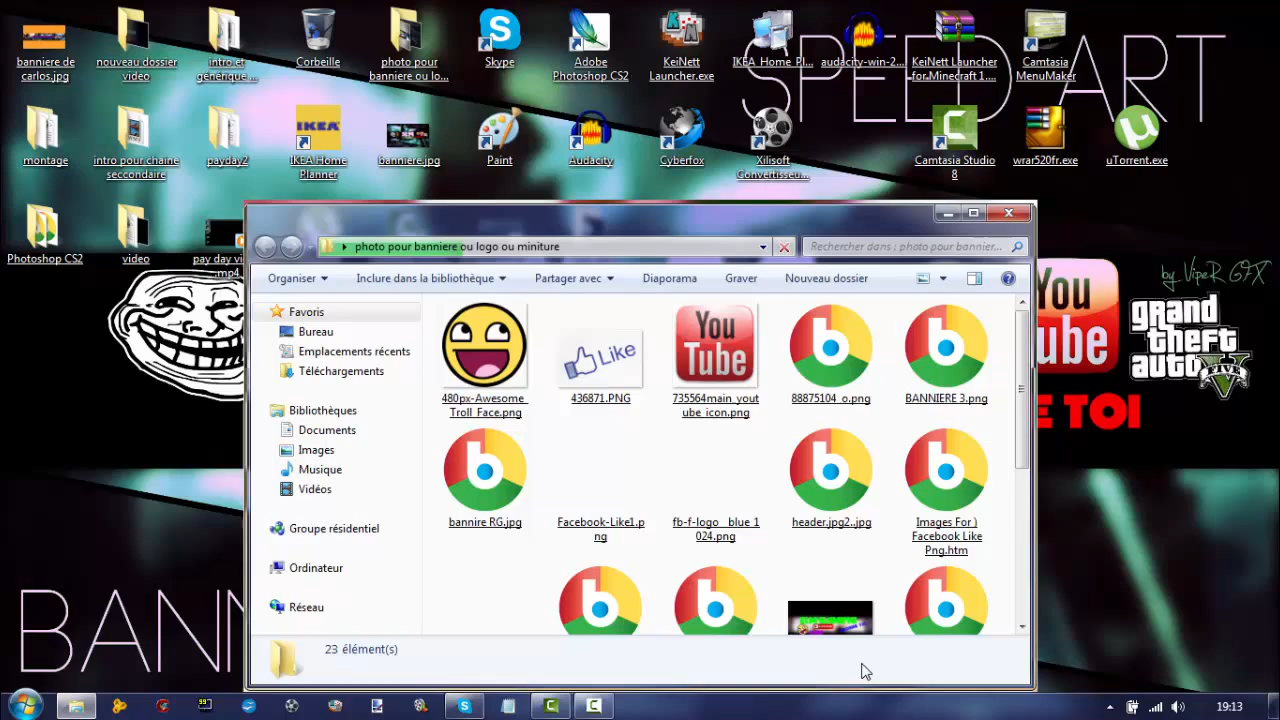 banniere de
carlos.jpg
nouveau dossier
video
intro et
générique ...
Corbeille
photo pour
banniere ou lo...
Skype
Adobe
Photoshop CS2
KeiNett
Launcher.exe
IKEA Home Pl...
audacity-win-2...
KeiNett Launcher
for Minecraft 1....
Camtasia
MenuMaker
SPEED ART
montage
intro pour chaine
seccondaire
payday2
IKEA
IKEA Home
Planner
banniere.jpg
Paint
Audacity
Cyberfox
Xilisoft
Convertisseu...
Camtasia Studio
8
wrar520fr.exe
uTorrent.exe
Photoshop CS2
video
pay day vi
.mp4
photo pour banniere ou logo ou miniture
Rechercher dans : photo pour bannier...
Organiser
Inclure dans la bibliothèque
Partager avec
Diaporama
Graver
Nouveau dossier
Favoris
Bureau
Emplacements récents
Téléchargements
Bibliothèques
Documents
Images
Musique
Vidéos
Groupe résidentiel
Ordinateur
Réseau
Like
You
Tube
480px-Awesome_
Troll_Face.png
436871.PNG
735564main_yout
ube_icon.png
88875104_o.png
BANNIERE 3.png
bannire RG.jpg
Facebook-Like1.p
ng
fb-f-logo__blue_1
024.png
header.jpg2..jpg
Images For )
Facebook Like
Png.htm
23 élément(s)
by_VipeR GFX
You
ube
grand
theft
auto
V
FIVE
E TOI
BANN
19:13